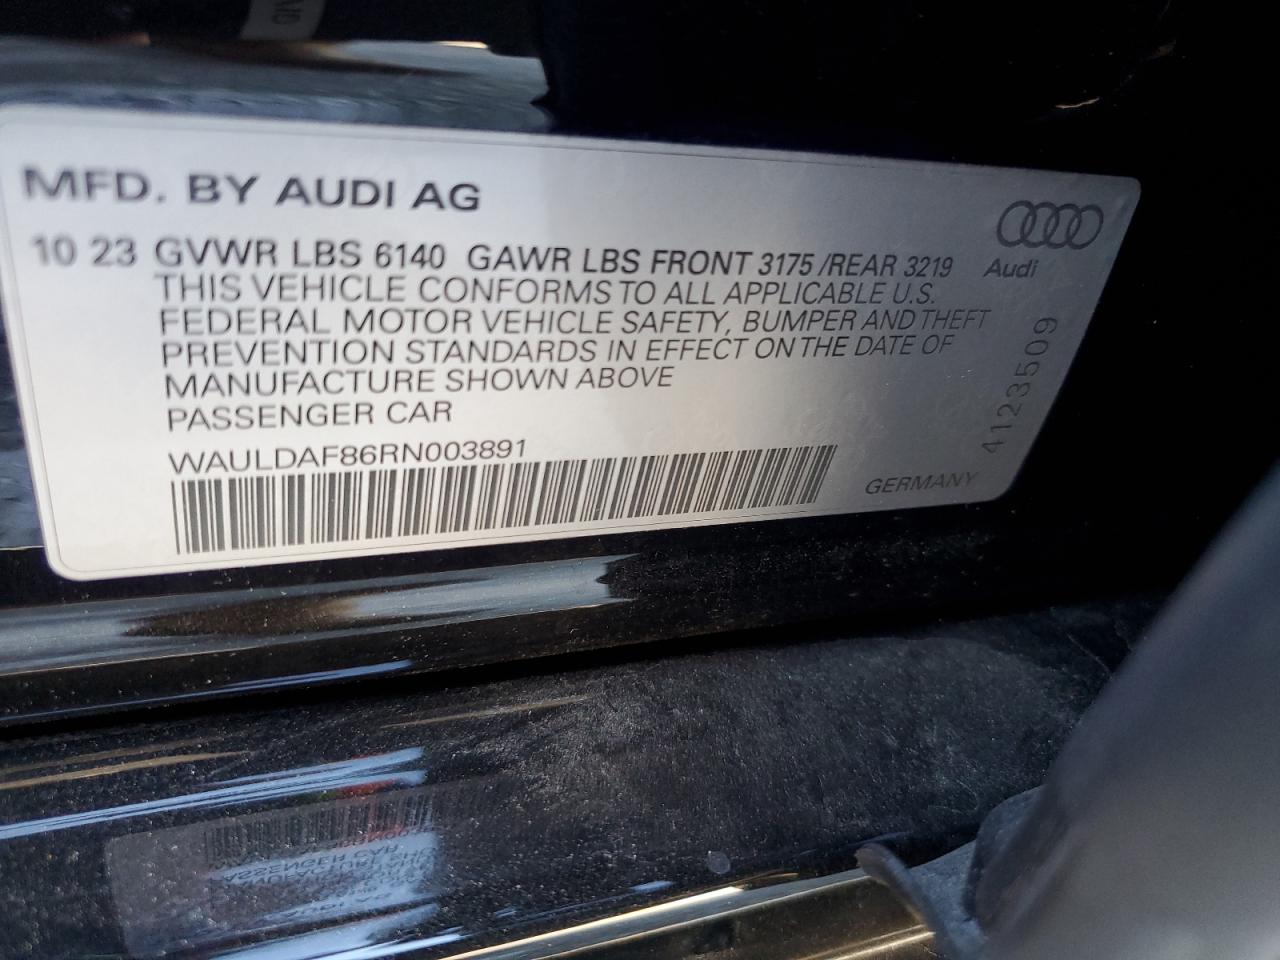 MFD. BY AUDI AG
10 23 GVWR LBS 6140 GAWR LBS FRONT 3175 /REAR 3219
THIS VEHICLE CONFORMS TO ALL APPLICABLE U.S.
FEDERAL MOTOR VEHICLE SAFETY, BUMPER AND THEFT
PREVENTION STANDARDS IN EFFECT ON THE DATE OF
MANUFACTURE SHOWN ABOVE
PASSENGER CAR
WAULDAF86RN003891
GERMANY
Audi
4123509